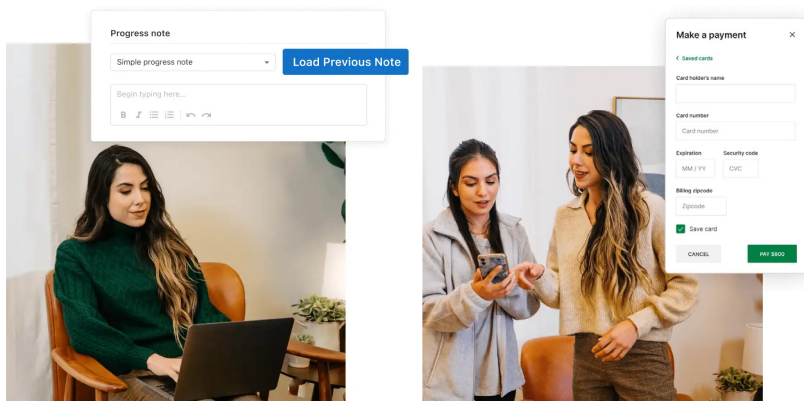 Progress note
Simple progress note
Load Previous Note
Begin typing here...
B I
Make a payment
Saved cards
Card holder's name
Card number
Card number
Expiration Security code
MM / YY CVC
Billing zipcode
Zipcode
Save card
CANCEL PAY $800